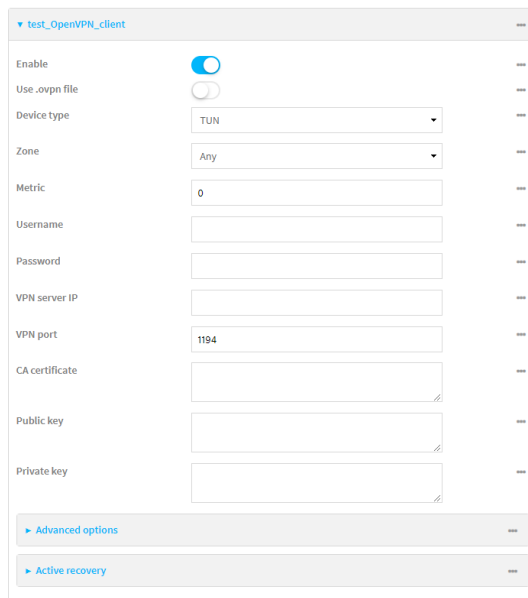 test_OpenVPN_client
Enable
Use .ovpn file
Device type
TUN
Zone
Any
Metric
0
Username
Password
VPN server IP
VPN port
1194
CA certificate
Public key
Private key
Advanced options
Active recovery